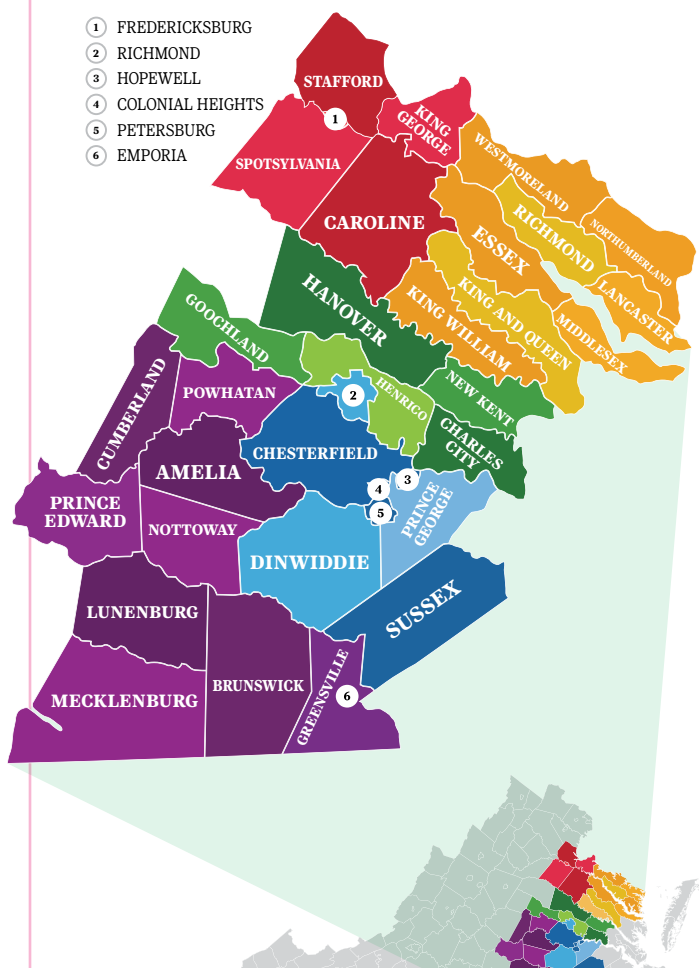 1 FREDERICKSBURG
2 RICHMOND
3 HOPEWELL
4 COLONIAL HEIGHTS
5 PETERSBURG
6 EMPORIA
STAFFORD
1
KING
GEORGE
SPOTSYLVANIA
WESTMORELAND
CAROLINE
RICHMOND
NORTHUMBERLAND
ESSEX
LANCASTER
HANOVER
KING WILLIAM
KING AND QUEEN
MIDDLESEX
GOOCHLAND
CUMBERLAND
POWHATAN
2
HENRICO
NEW KENT
CHARLES
CITY
CHESTERFIELD
AMELIA
3
4
5
PRINCE
GEORGE
PRINCE
EDWARD
NOTTOWAY
DINWIDDIE
SUSSEX
LUNENBURG
MECKLENBURG
BRUNSWICK
GREENSVILLE
6